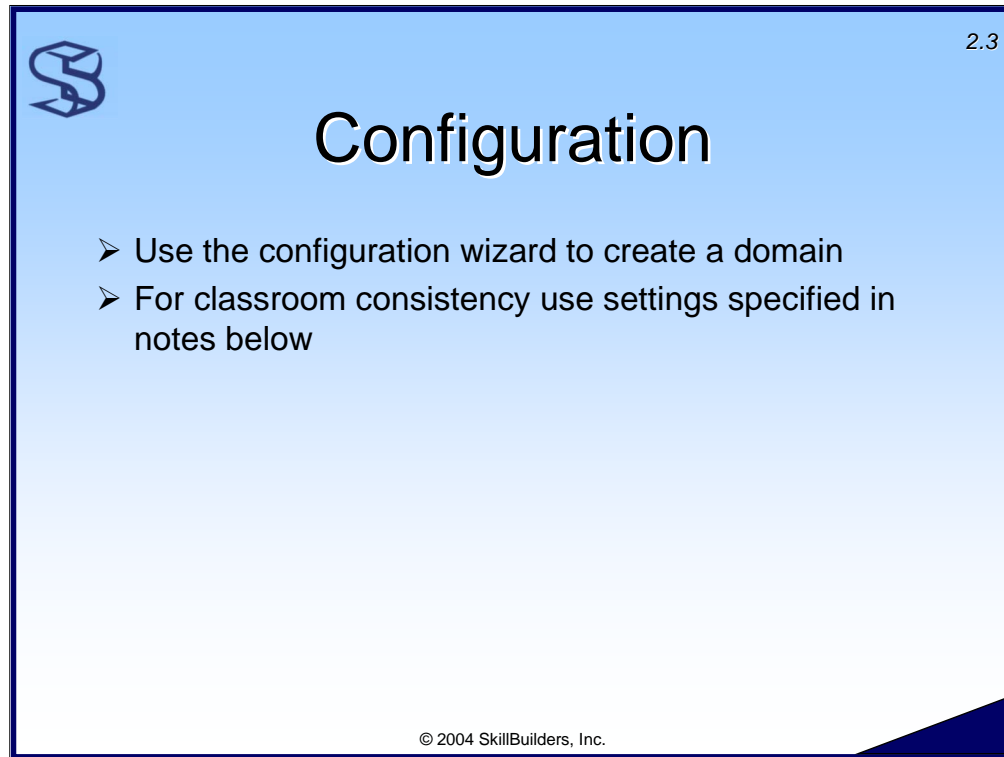 2.3
Configuration
➢ Use the configuration wizard to create a domain
➢ For classroom consistency use settings specified in
notes below
© 2004 SkillBuilders, Inc.